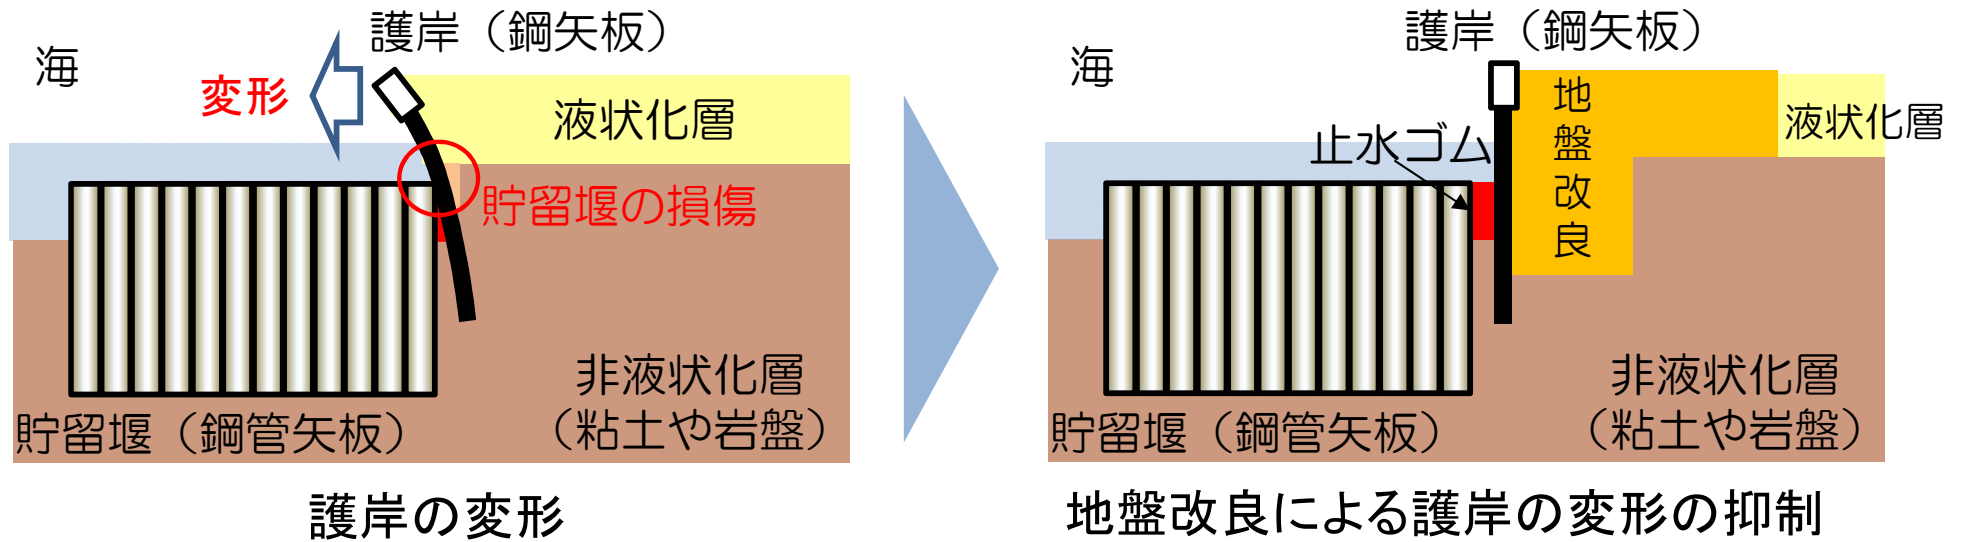 護岸（鋼矢板）
海
変形
液状化層
貯留堰の損傷
非液状化層
（粘土や岩盤）
貯留堰（鋼管矢板）
護岸の変形
護岸（鋼矢板）
海
地盤改良
液状化層
止水ゴム
非液状化層
（粘土や岩盤）
貯留堰（鋼管矢板）
地盤改良による護岸の変形の抑制